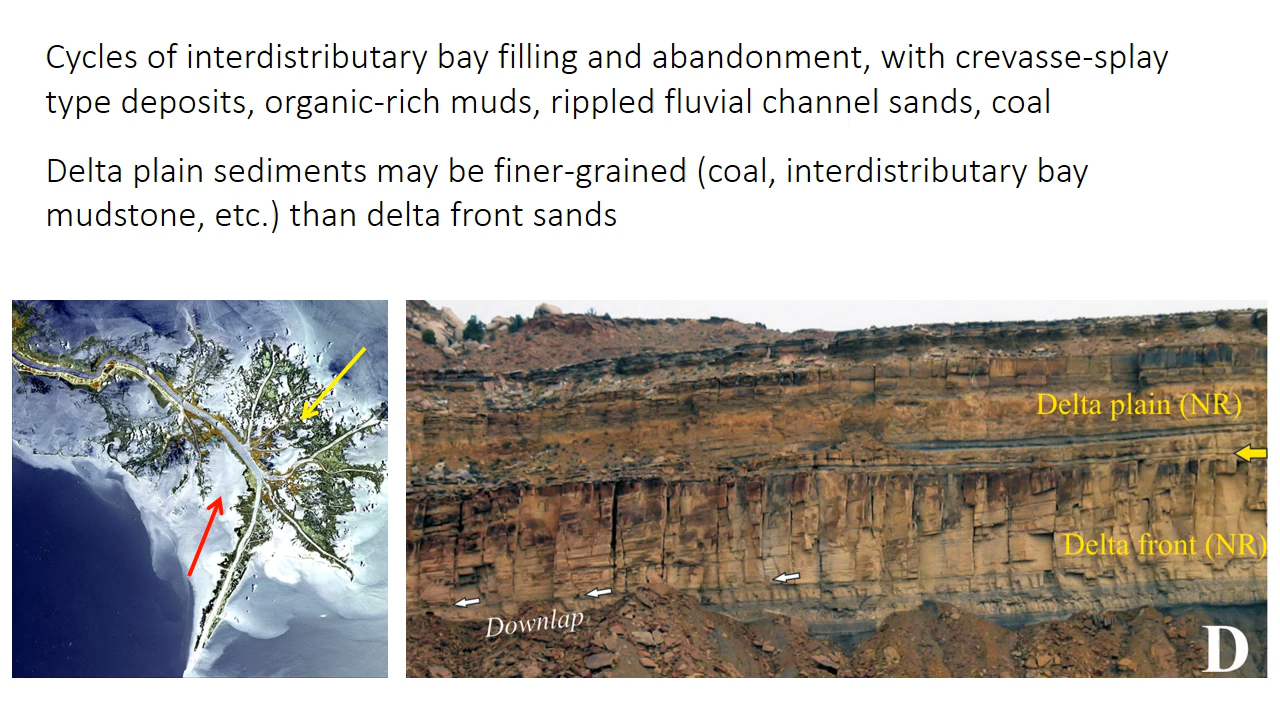 Cycles of interdistributary bay filling and abandonment, with crevasse-splay
type deposits, organic-rich muds, rippled fluvial channel sands, coal
Delta plain sediments may be finer-grained (coal, interdistributary bay
mudstone, etc.) than delta front sands
Delta plain (NR)
Delta front (NR)
Downlap
D